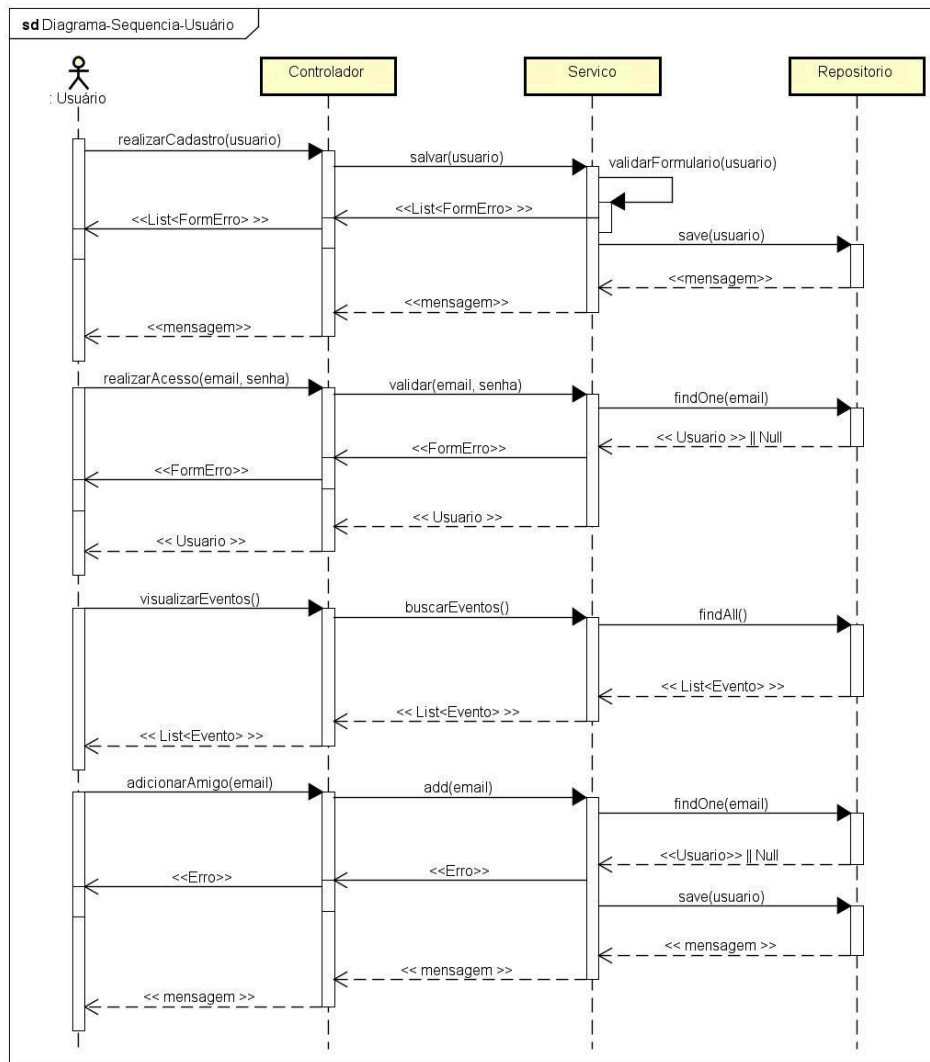 sd Diagrama-Sequencia-Usuário
Controlador
Servico
Repositorio
: Usuário
realizarCadastro(usuario)
salvar(usuario)
validarFormulario(usuario)
<<List<FormErro> >>
<<List<FormErro> >>
save(usuario)
<<mensagem>>
<<mensagem>>
<<mensagem>>
realizarAcesso(email, senha)
validar(email, senha)
findOne(email)
<< Usuario >> || Null
<<FormErro>>
<<FormErro>>
<< Usuario >>
<< Usuario >>
visualizarEventos()
buscarEventos()
findAll()
<< List<Evento> >>
<< List<Evento> >>
<< List<Evento> >>
adicionarAmigo(email)
add(email)
findOne(email)
<<Usuario>> || Null
<<Erro>>
<<Erro>>
save(usuario)
<< mensagem >>
<< mensagem >>
<< mensagem >>